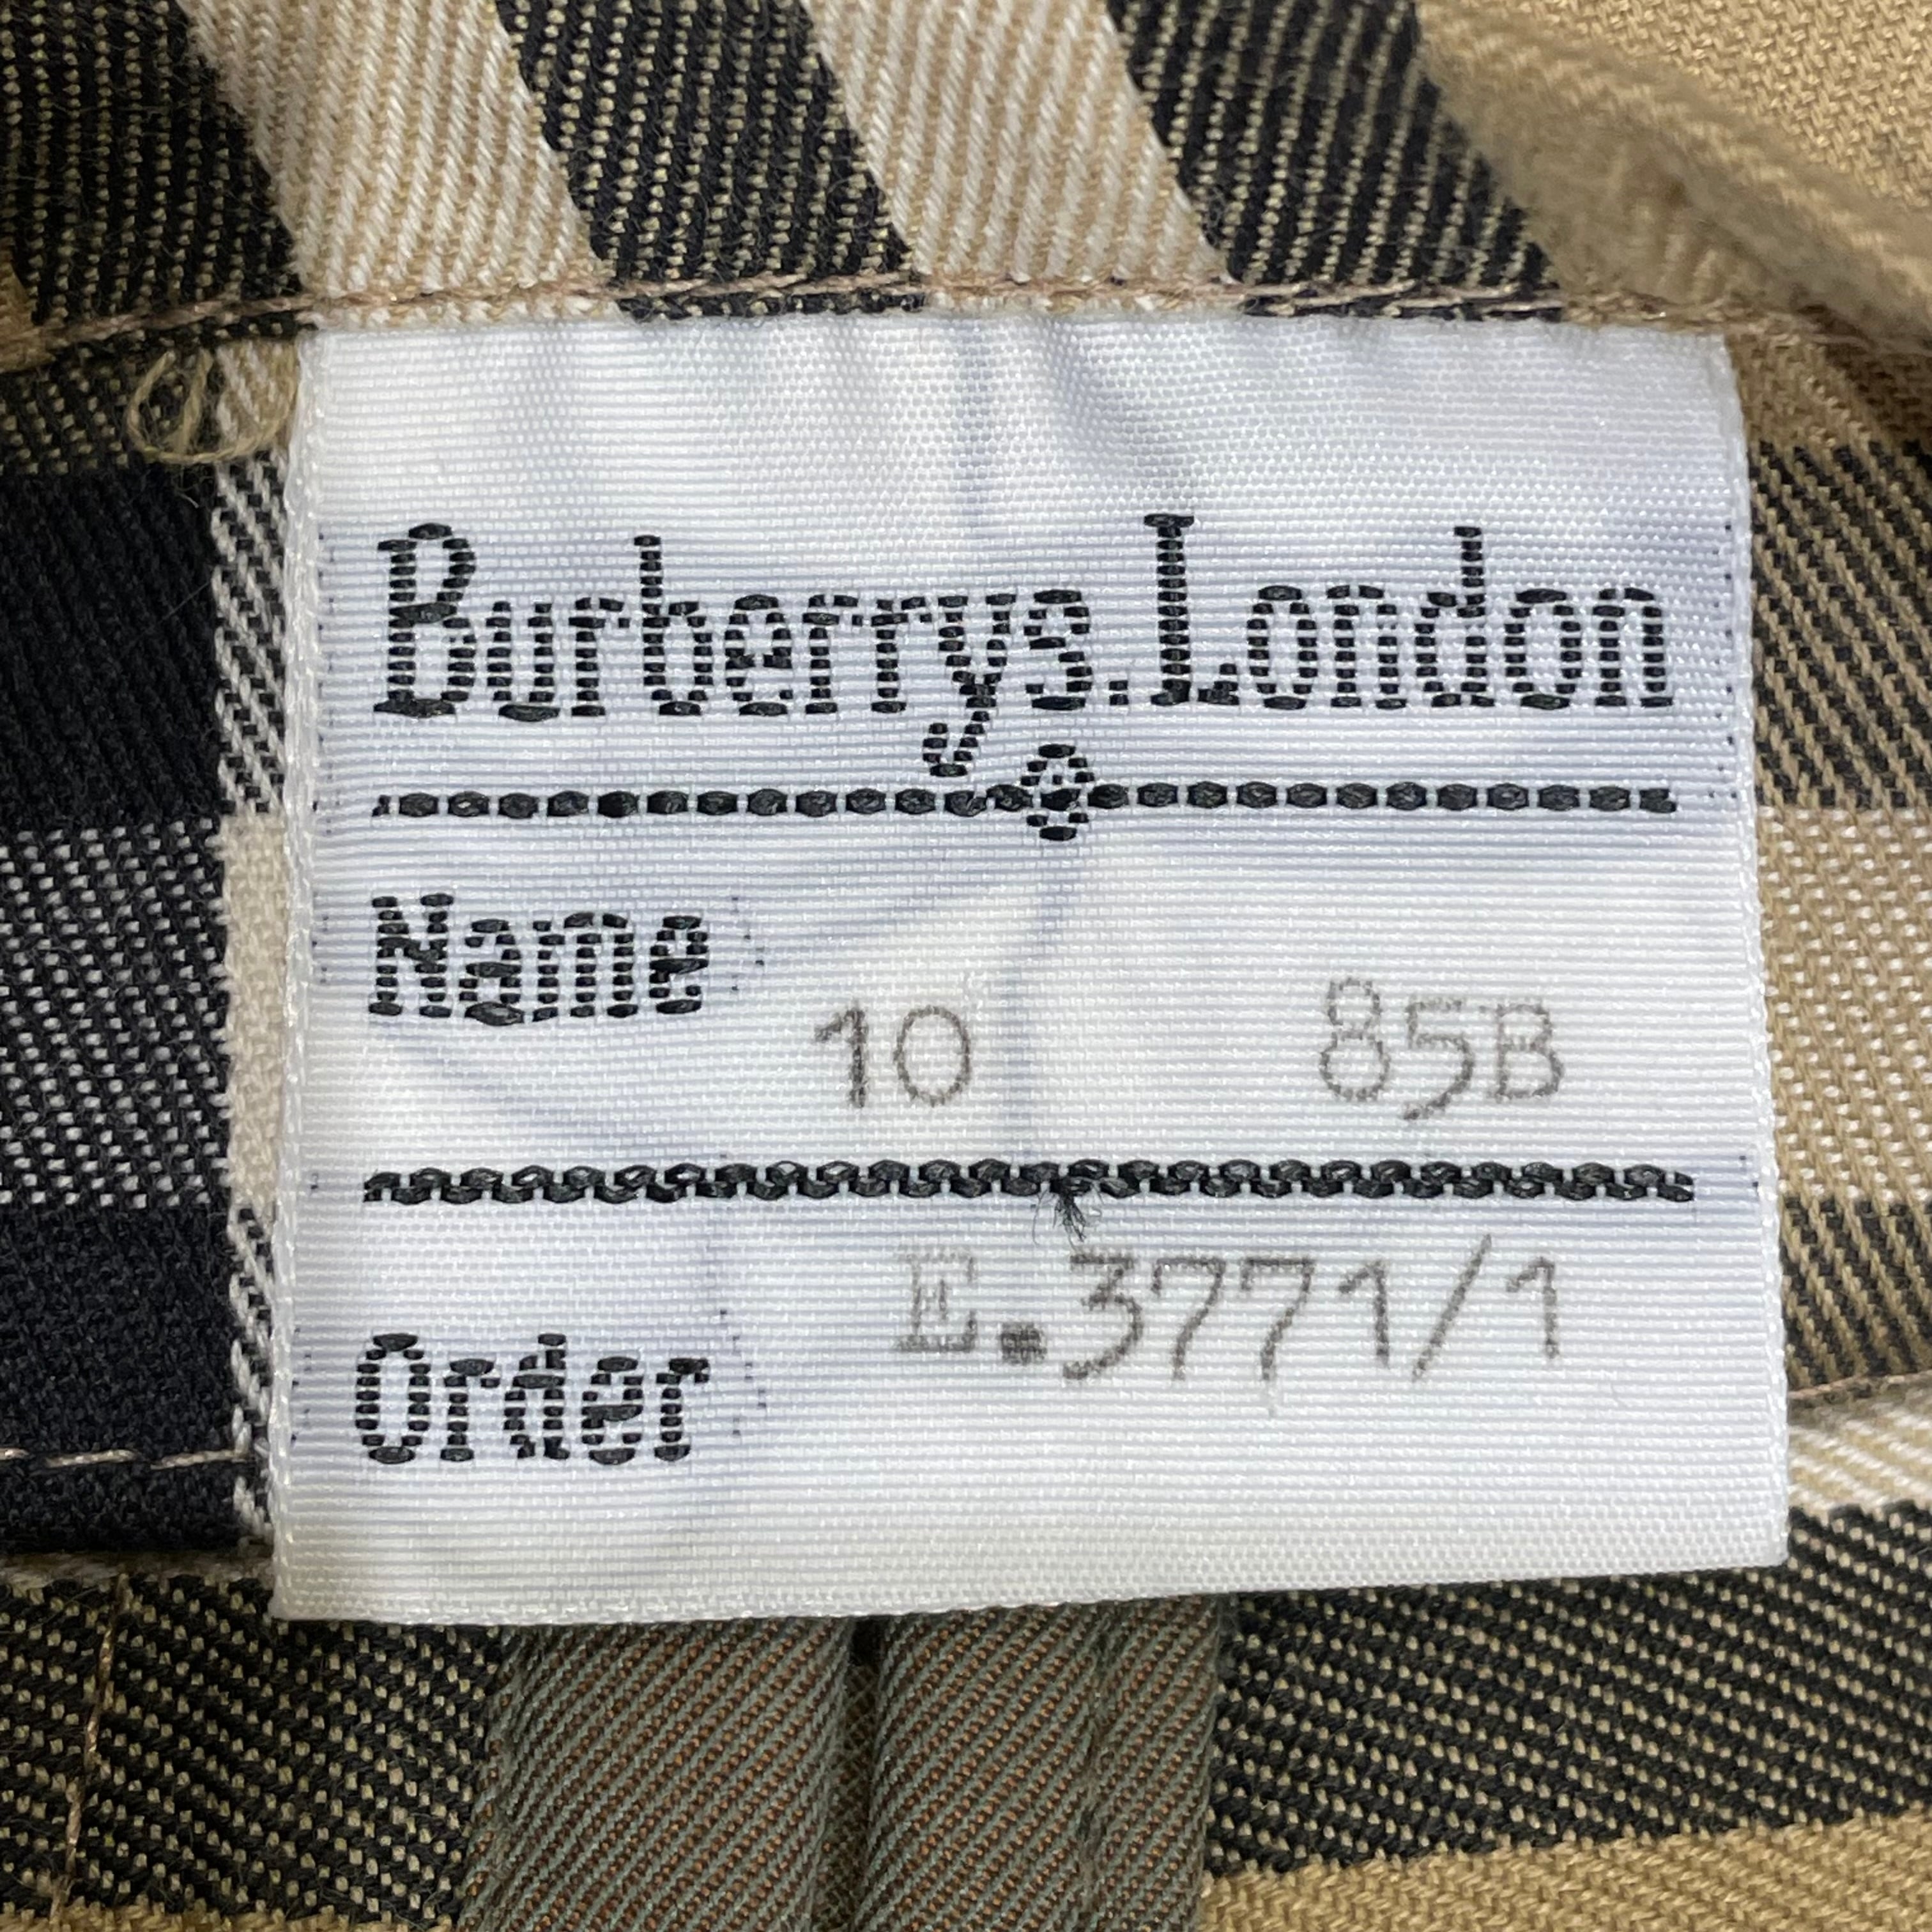 Burberrys.London
Name
10 85B
E.3771/1
Order